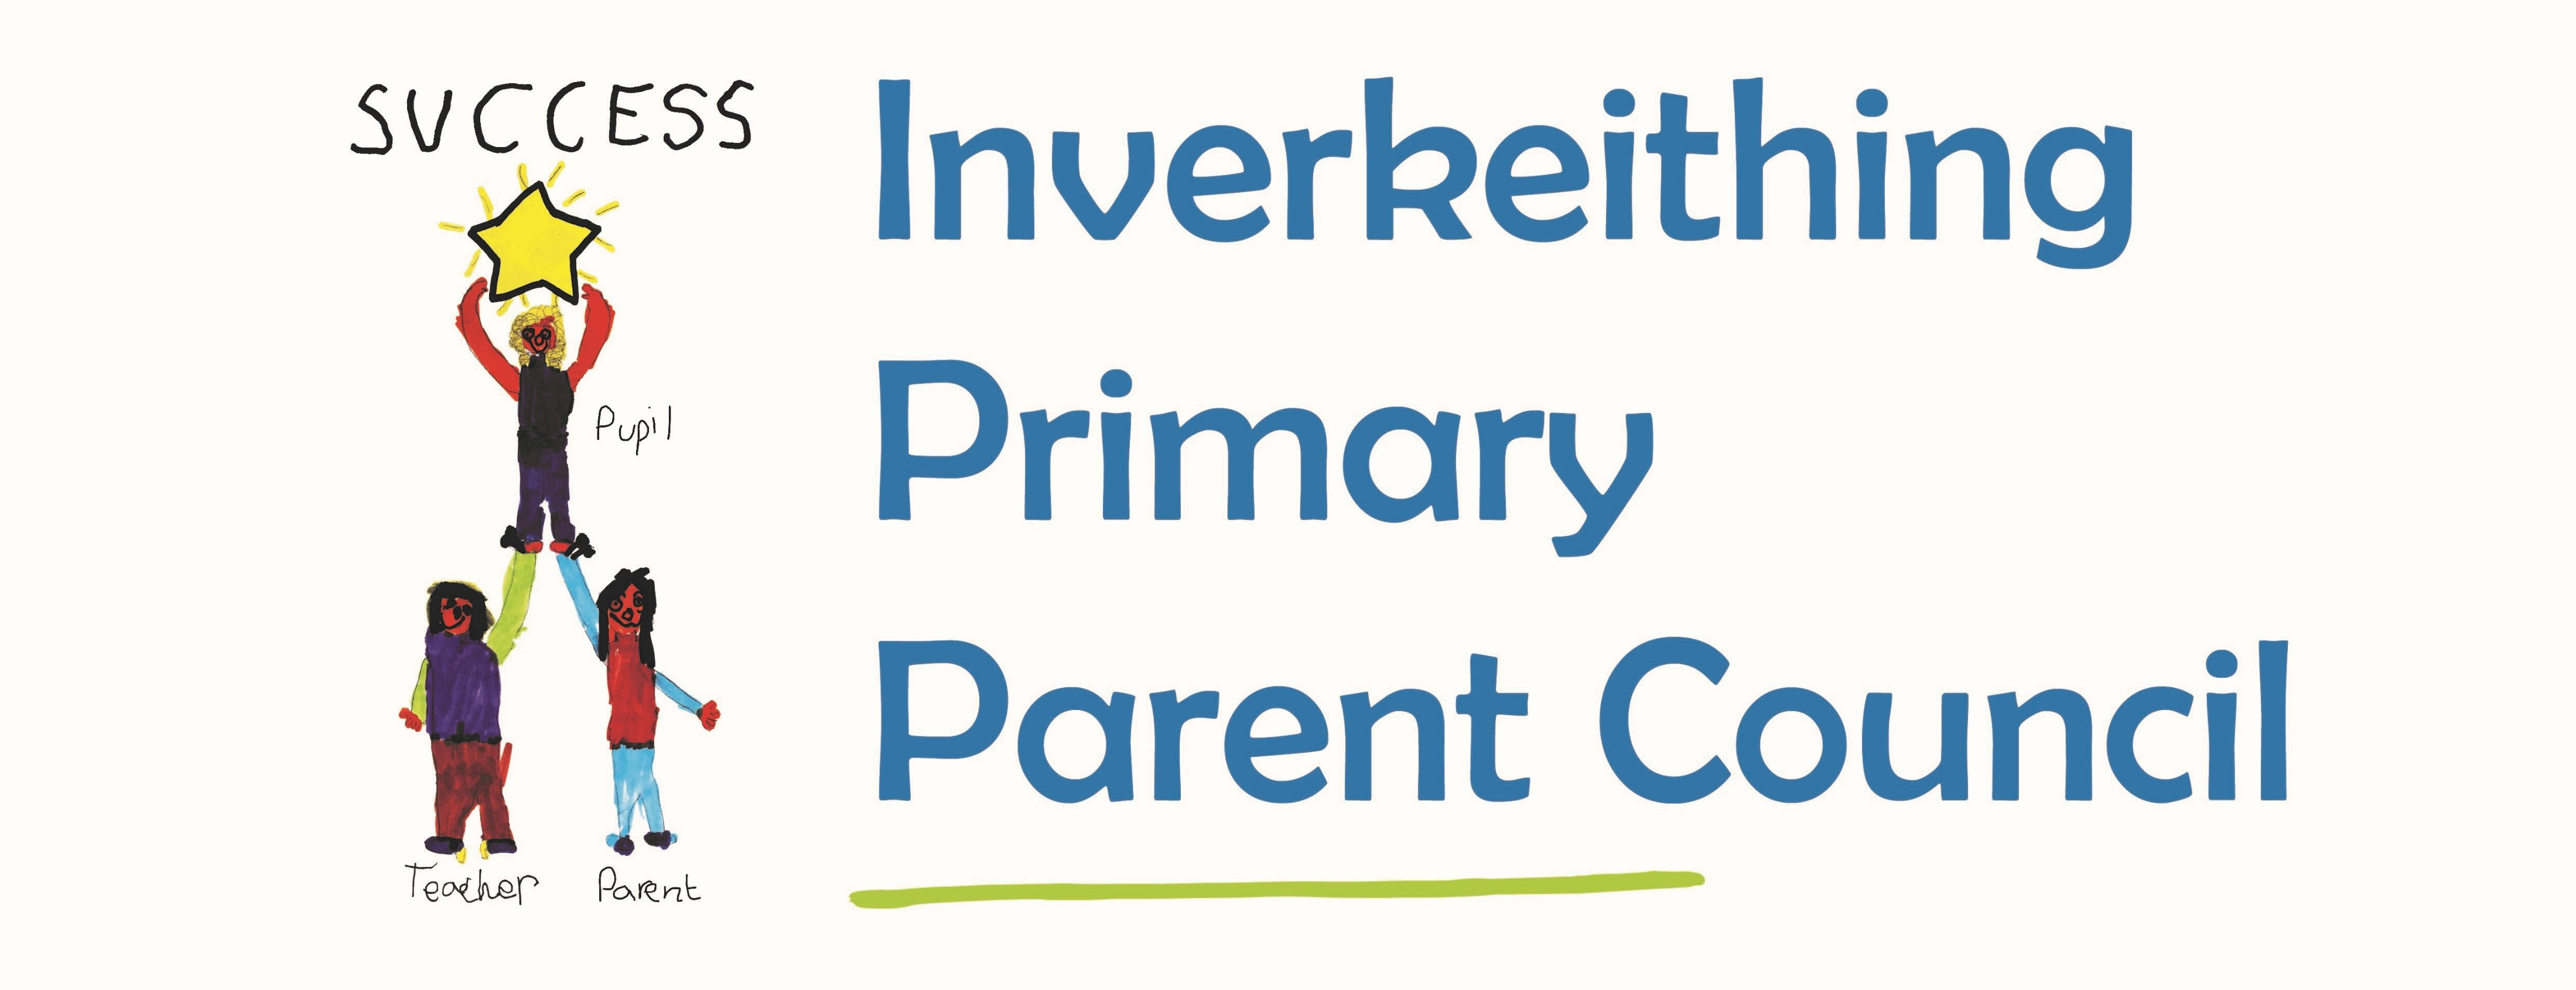 SUCCESS
Pupil
Teacher
Parent
Inverkeithing
Primary
Parent Council